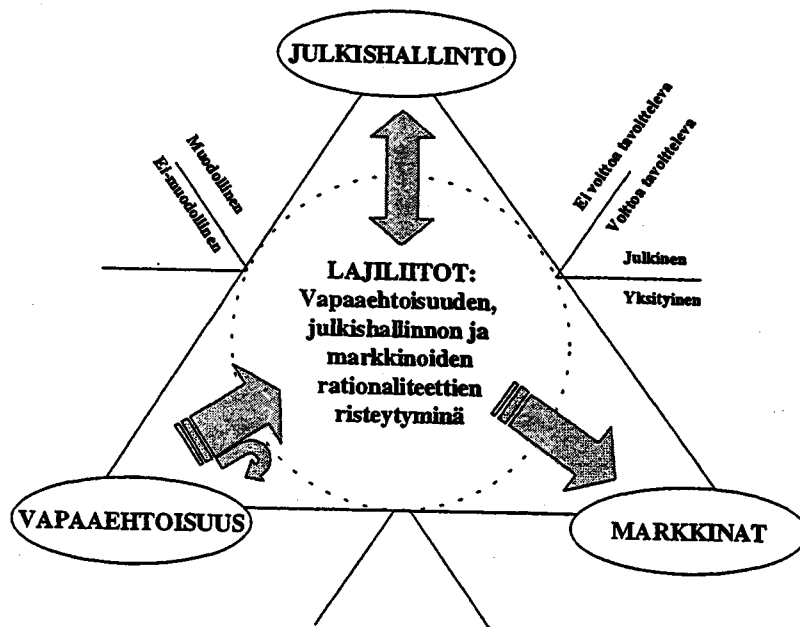 JULKISHALLINTO
Muodollinen
Ei-muodollinen
Ei voittoa tavoitteleva
Voittoa tavoitteleva
Julkinen
Yksityinen
LAJILIITOT:
Vapaaehtoisuuden,
julkishallinnon ja
markkinoiden
rationaliteettien
risteytyminä
VAPAAEHTOISUUS
MARKKINAT